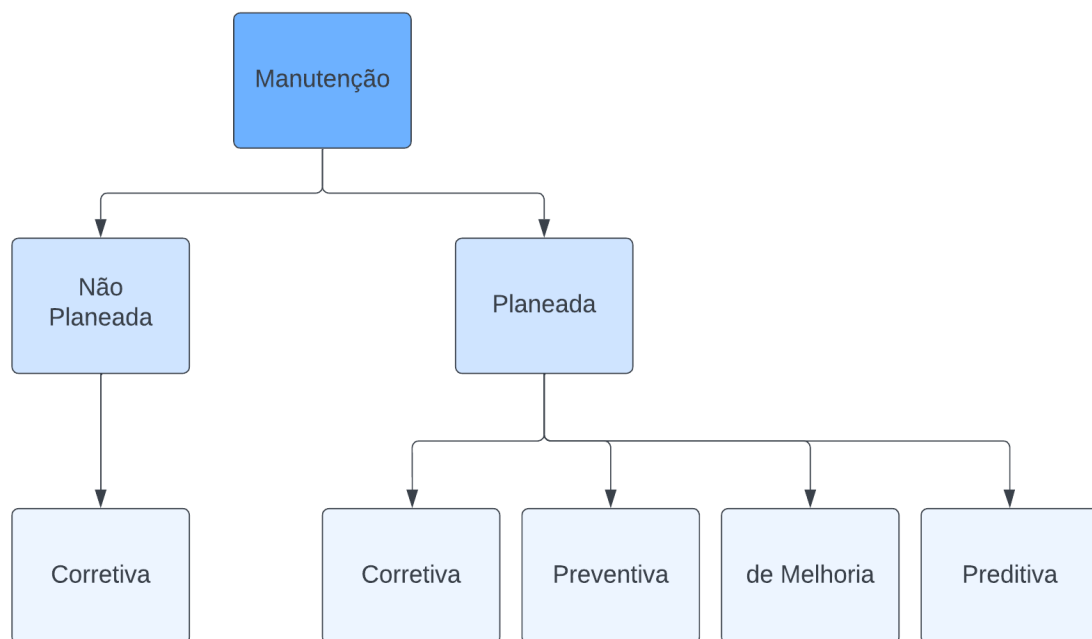 Manutenção
Não
Planeada
Planeada
Corretiva
Corretiva
Preventiva
de Melhoria
Preditiva